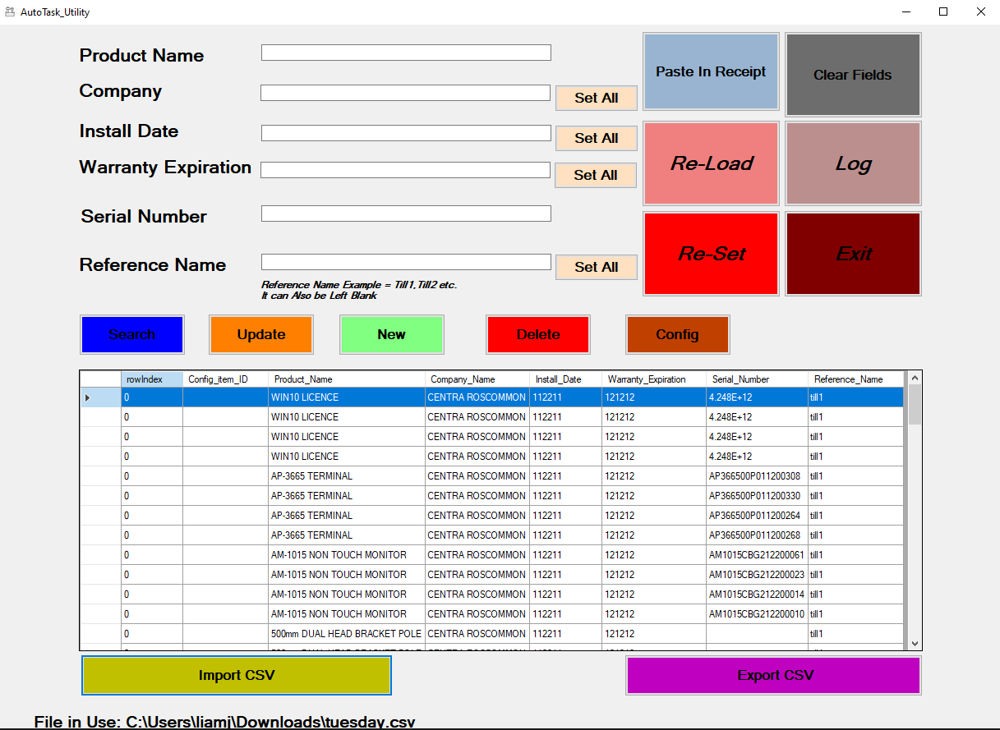 AutoTask_Utility
Product Name
Paste In Receipt
Clear Fields
Company
Set All
Install Date
Set All
Warranty Expiration
Set All
Re-Load
Log
Serial Number
Reference Name
Set All
Re-Set
Exit
Reference Name Example = Till1,Till2 etc.
It can Also be Left Blank
Search Update New Delete Config
rowIndex Config_item_ID Product_Name Company_Name Install_Date Warranty_Expiration Serial_Number Reference_Name
0 WIN10 LICENCE CENTRA ROSCOMMON 112211 121212 4.248E+12 till1
0 WIN10 LICENCE CENTRA ROSCOMMON 112211 121212 4.248E+12 till1
0 WIN10 LICENCE CENTRA ROSCOMMON 112211 121212 4.248E+12 till1
0 WIN10 LICENCE CENTRA ROSCOMMON 112211 121212 4.248E+12 till1
0 AP-3665 TERMINAL CENTRA ROSCOMMON 112211 121212 AP366500P011200308 till1
0 AP-3665 TERMINAL CENTRA ROSCOMMON 112211 121212 AP366500P011200330 till1
0 AP-3665 TERMINAL CENTRA ROSCOMMON 112211 121212 AP366500P011200264 till1
0 AP-3665 TERMINAL CENTRA ROSCOMMON 112211 121212 AP366500P011200268 till1
0 AM-1015 NON TOUCH MONITOR CENTRA ROSCOMMON 112211 121212 AM1015CBG212200061 till1
0 AM-1015 NON TOUCH MONITOR CENTRA ROSCOMMON 112211 121212 AM1015CBG212200023 till1
0 AM-1015 NON TOUCH MONITOR CENTRA ROSCOMMON 112211 121212 AM1015CBG212200014 till1
0 AM-1015 NON TOUCH MONITOR CENTRA ROSCOMMON 112211 121212 AM1015CBG212200010 till1
0 500mm DUAL HEAD BRACKET POLE CENTRA ROSCOMMON 112211 121212 till1
Import CSV Export CSV
File in Use: C:\Users\liamj\Downloads\tuesday.csv